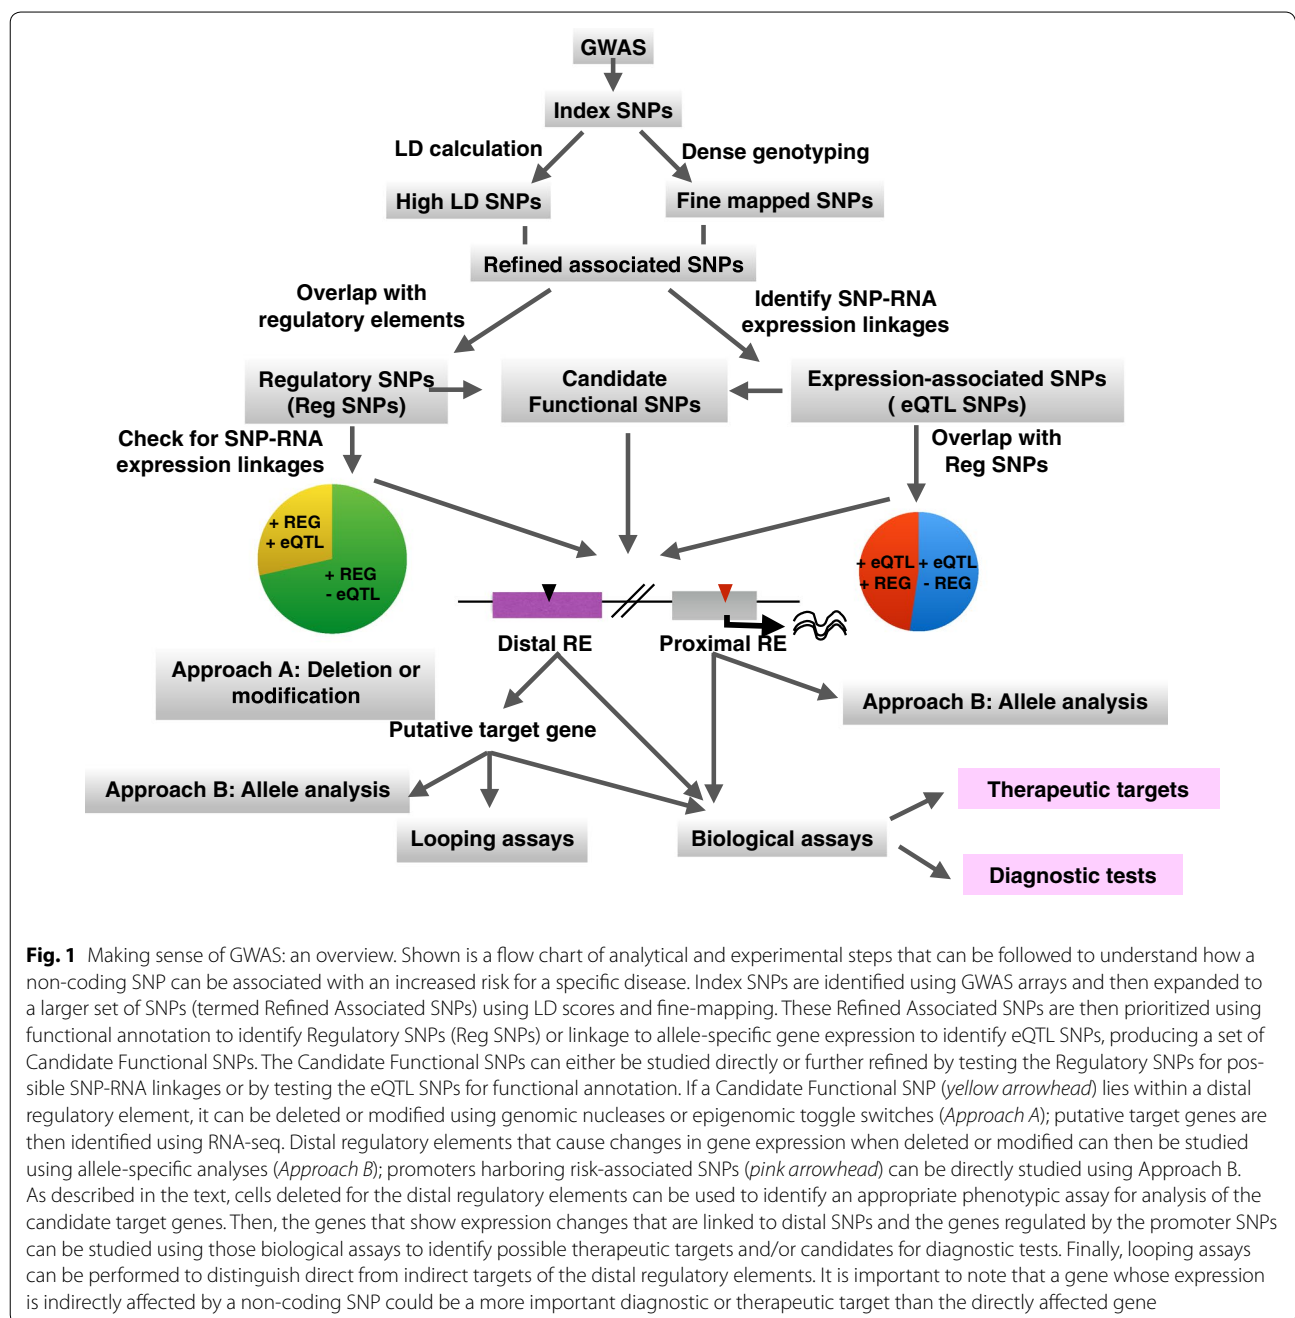 GWAS
Index SNPs
LD calculation
Dense genotyping
High LD SNPs
Fine mapped SNPs
Refined associated SNPs
Overlap with
regulatory elements
Identify SNP-RNA
expression linkages
Regulatory SNPs
(Reg SNPs)
Candidate
Functional SNPs
Expression-associated SNPs
( eQTL SNPs)
Check for SNP-RNA
expression linkages
Overlap with
Reg SNPs
+ REG
+ eQTL
+ REG
- eQTL
+ eQTL
+ REG
+ eQTL
- REG
Distal RE
Proximal RE
Approach A: Deletion or
modification
Approach B: Allele analysis
Putative target gene
Approach B: Allele analysis
Looping assays
Biological assays
Therapeutic targets
Diagnostic tests
Fig. 1 Making sense of GWAS: an overview. Shown is a flow chart of analytical and experimental steps that can be followed to understand how a
non-coding SNP can be associated with an increased risk for a specific disease. Index SNPs are identified using GWAS arrays and then expanded to
a larger set of SNPs (termed Refined Associated SNPs) using LD scores and fine-mapping. These Refined Associated SNPs are then prioritized using
functional annotation to identify Regulatory SNPs (Reg SNPs) or linkage to allele-specific gene expression to identify eQTL SNPs, producing a set of
Candidate Functional SNPs. The Candidate Functional SNPs can either be studied directly or further refined by testing the Regulatory SNPs for pos-
sible SNP-RNA linkages or by testing the eQTL SNPs for functional annotation. If a Candidate Functional SNP (yellow arrowhead) lies within a distal
regulatory element, it can be deleted or modified using genomic nucleases or epigenomic toggle switches (Approach A); putative target genes are
then identified using RNA-seq. Distal regulatory elements that cause changes in gene expression when deleted or modified can then be studied
using allele-specific analyses (Approach B); promoters harboring risk-associated SNPs (pink arrowhead) can be directly studied using Approach B.
As described in the text, cells deleted for the distal regulatory elements can be used to identify an appropriate phenotypic assay for analysis of the
candidate target genes. Then, the genes that show expression changes that are linked to distal SNPs and the genes regulated by the promoter SNPs
can be studied using those biological assays to identify possible therapeutic targets and/or candidates for diagnostic tests. Finally, looping assays
can be performed to distinguish direct from indirect targets of the distal regulatory elements. It is important to note that a gene whose expression
is indirectly affected by a non-coding SNP could be a more important diagnostic or therapeutic target than the directly affected gene